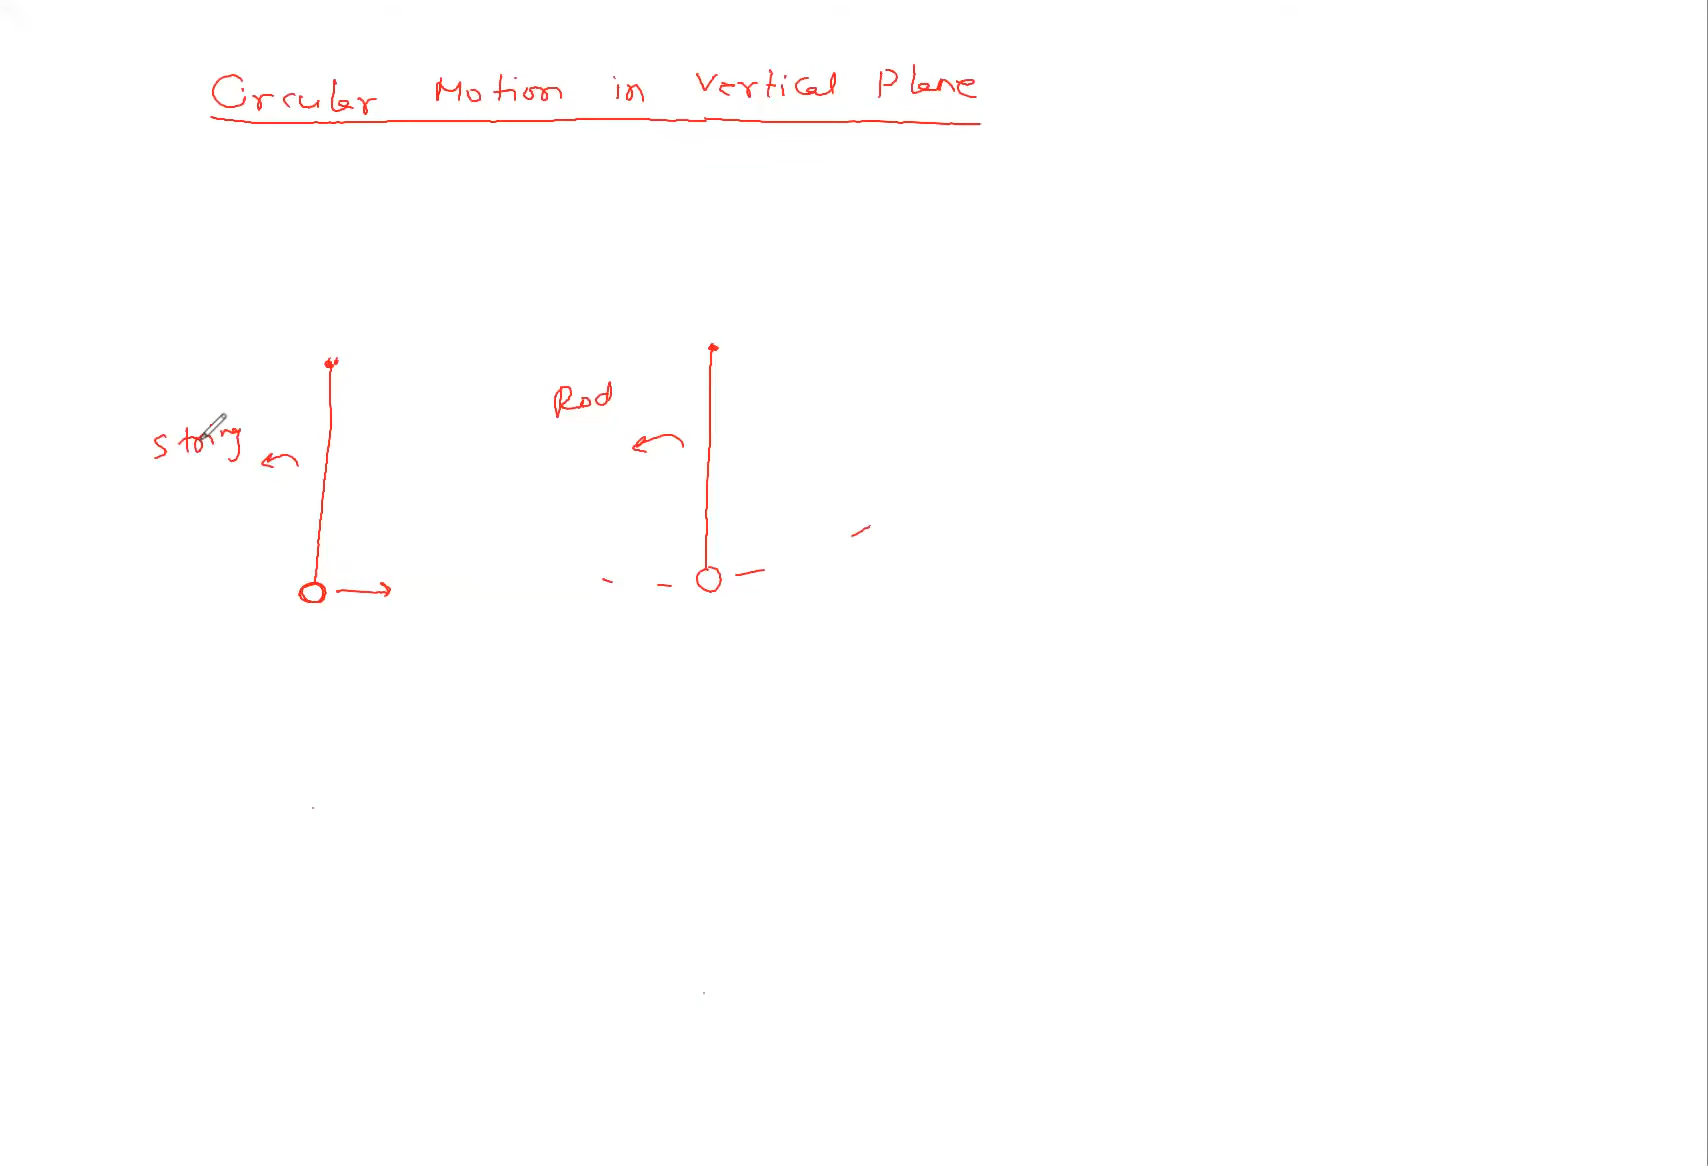 Circular Motion in Vertical Plane
Rod
string